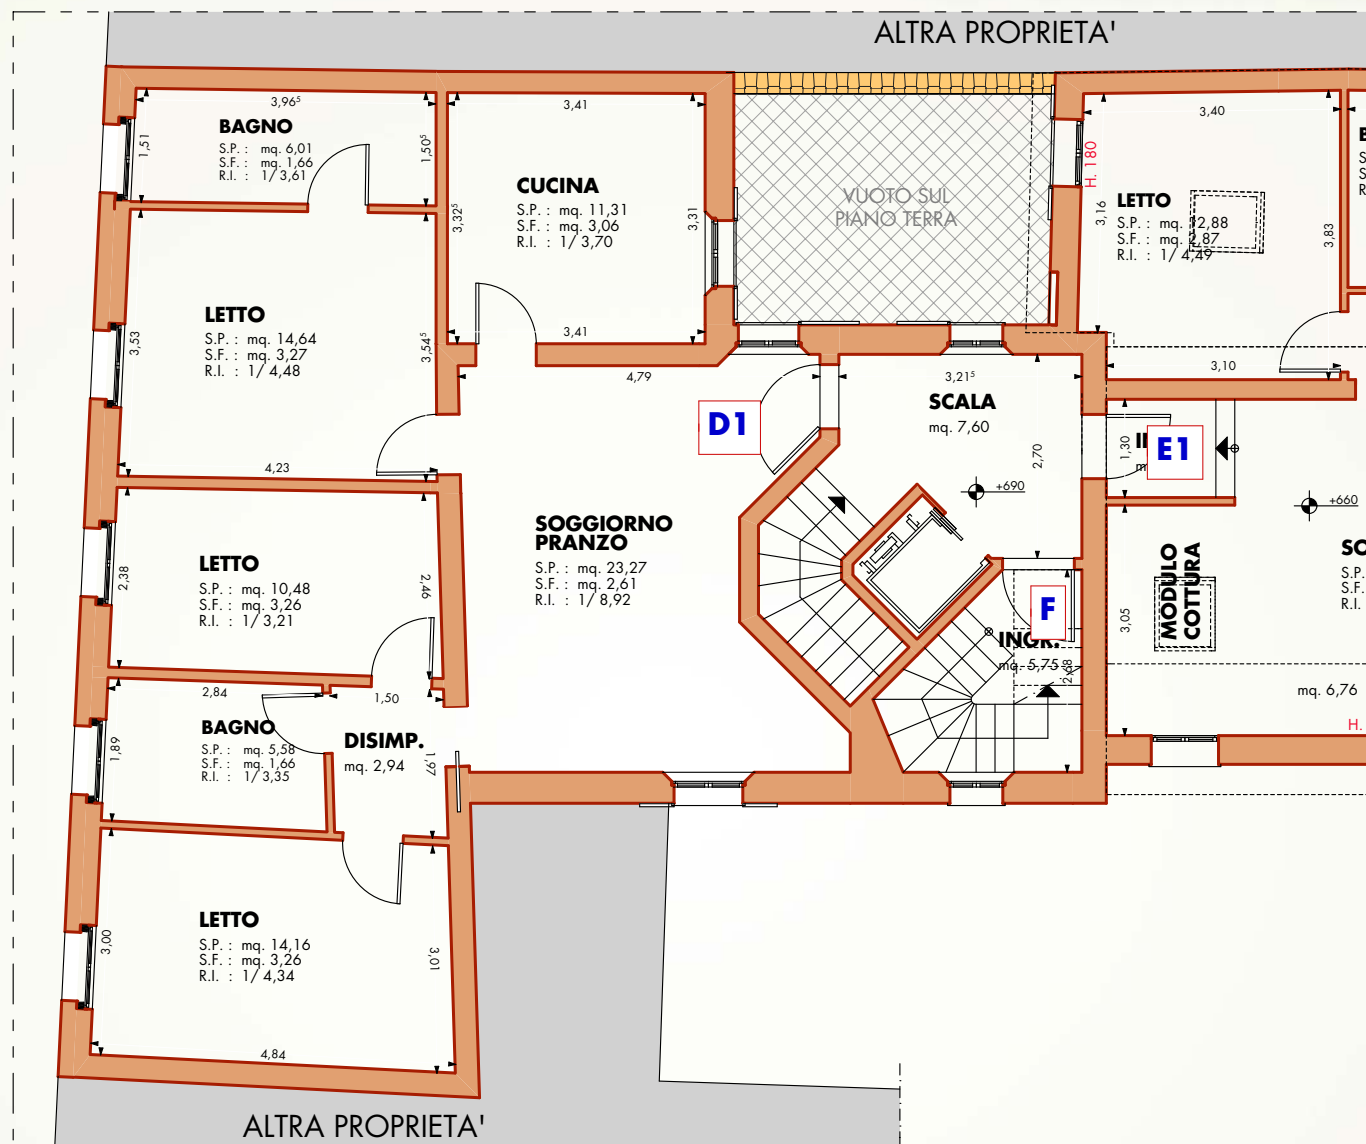 ALTRA PROPRIETA'
3,96⁵
BAGNO
S.P. : mq. 6,01
S.F. : mq. 1,66
R.I. : 1/ 3,61
1,51
1,50⁵
3,41
CUCINA
S.P. : mq. 11,31
S.F. : mq. 3,06
R.I. : 1/ 3,70
3,32⁵
3,31
3,41
VUOTO SUL
PIANO TERRA
H. 180
3,40
LETTO
S.P. : mq. 12,88
S.F. : mq. 2,87
R.I. : 1/ 4,49
3,16
3,83
3,10
LETTO
S.P. : mq. 14,64
S.F. : mq. 3,27
R.I. : 1/ 4,48
3,53
3,54⁵
4,23
4,79
D1
3,21⁵
SCALA
mq. 7,60
2,70
+690
1,30
E1
+660
LETTO
S.P. : mq. 10,48
S.F. : mq. 3,26
R.I. : 1/ 3,21
2,38
2,46
SOGGIORNO
PRANZO
S.P. : mq. 23,27
S.F. : mq. 2,61
R.I. : 1/ 8,92
F
INGR.
mq. 5,75
2,68
MODULO
COTTURA
3,05
SO
S.P.
S.F.
R.I.
mq. 6,76
H.
2,84
1,50
BAGNO
S.P. : mq. 5,58
S.F. : mq. 1,66
R.I. : 1/ 3,35
1,89
DISIMP.
mq. 2,94
1,97
LETTO
S.P. : mq. 14,16
S.F. : mq. 3,26
R.I. : 1/ 4,34
3,00
3,01
4,84
ALTRA PROPRIETA'